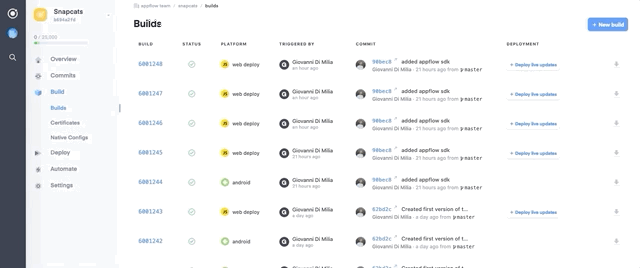 appflow team / snapcats / builds
Snapcats
Builds
+ New build
0 / 25,000
Overview
Commits
Build
Builds
Certificates
Native Configs
Deploy
Automate
Settings
BUILD STATUS PLATFORM TRIGGERED BY COMMIT DEPLOYMENT
6001248 JS web deploy G Giovanni Di Milia 90bec8 added appflow sdk + Deploy live updates
an hour ago Giovanni Di Milia · 21 hours ago from master
6001247 JS web deploy G Giovanni Di Milia 90bec8 added appflow sdk + Deploy live updates
an hour ago Giovanni Di Milia · 21 hours ago from master
6001246 JS web deploy G Giovanni Di Milia 90bec8 added appflow sdk + Deploy live updates
an hour ago Giovanni Di Milia · 21 hours ago from master
6001245 JS web deploy G Giovanni Di Milia 90bec8 added appflow sdk + Deploy live updates
21 hours ago Giovanni Di Milia · 21 hours ago from master
6001244 android G Giovanni Di Milia 90bec8 added appflow sdk
21 hours ago Giovanni Di Milia · 21 hours ago from master
6001243 JS web deploy G Giovanni Di Milia 62bd2c Created first version of t... + Deploy live updates
a day ago Giovanni Di Milia · a day ago from master
6001242 android G Giovanni Di Milia 62bd2c Created first version of t...
a day ago Giovanni Di Milia · a day ago from master